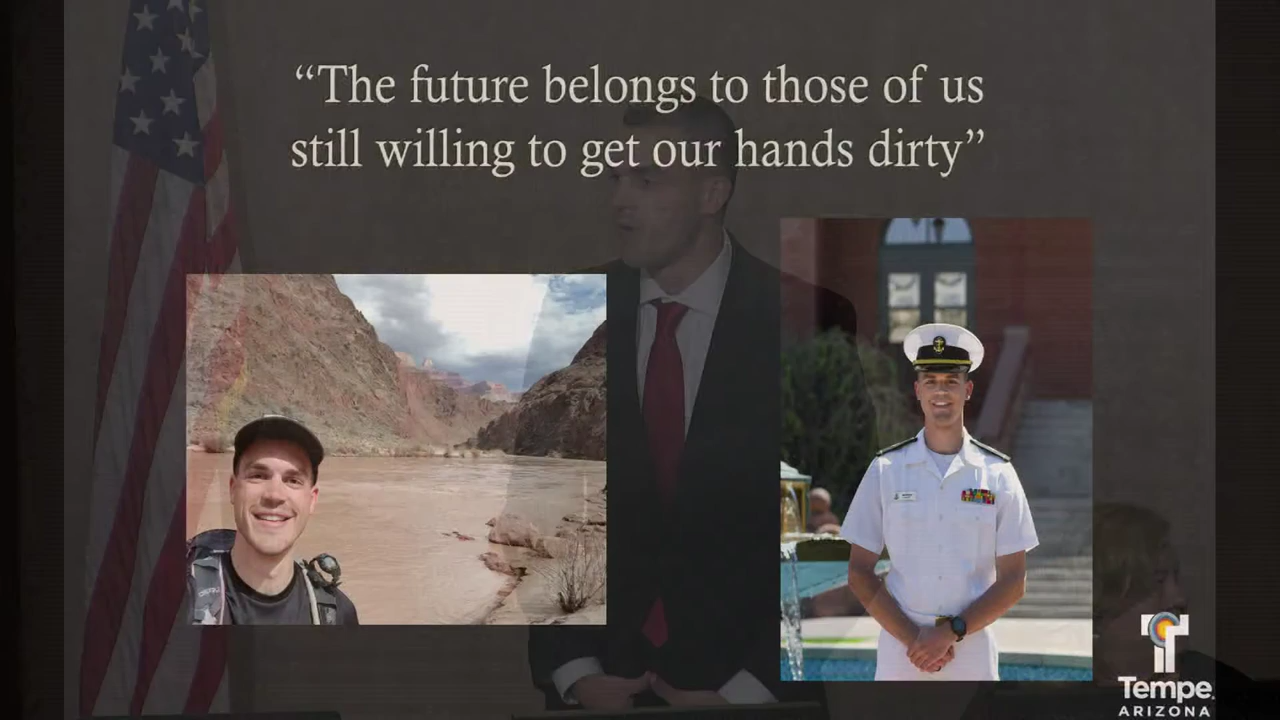 “The future belongs to those of us
still willing to get our hands dirty”
Tempe
ARIZONA